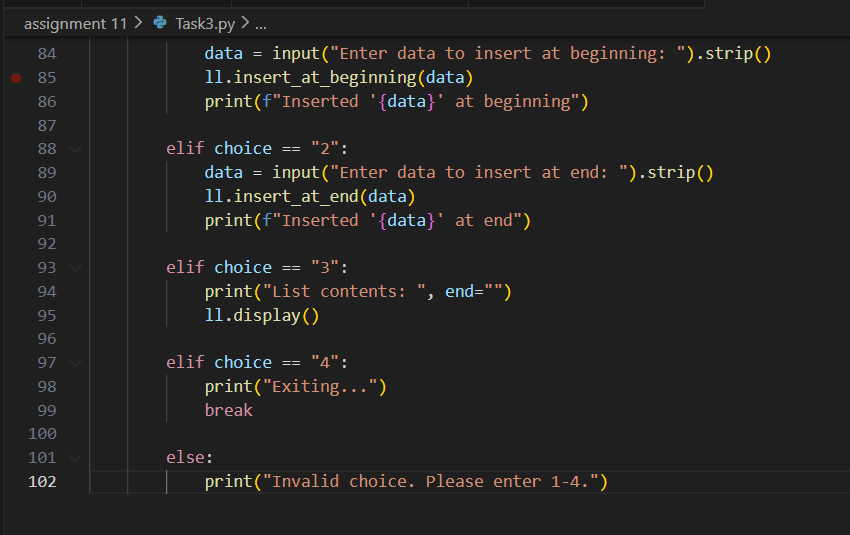 assignment 11 > Task3.py > ...
84 data = input("Enter data to insert at beginning: ").strip()
85 ll.insert_at_beginning(data)
86 print(f"Inserted '{data}' at beginning")
87
88 elif choice == "2":
89 data = input("Enter data to insert at end: ").strip()
90 ll.insert_at_end(data)
91 print(f"Inserted '{data}' at end")
92
93 elif choice == "3":
94 print("List contents: ", end="")
95 ll.display()
96
97 elif choice == "4":
98 print("Exiting...")
99 break
100
101 else:
102 print("Invalid choice. Please enter 1-4.")